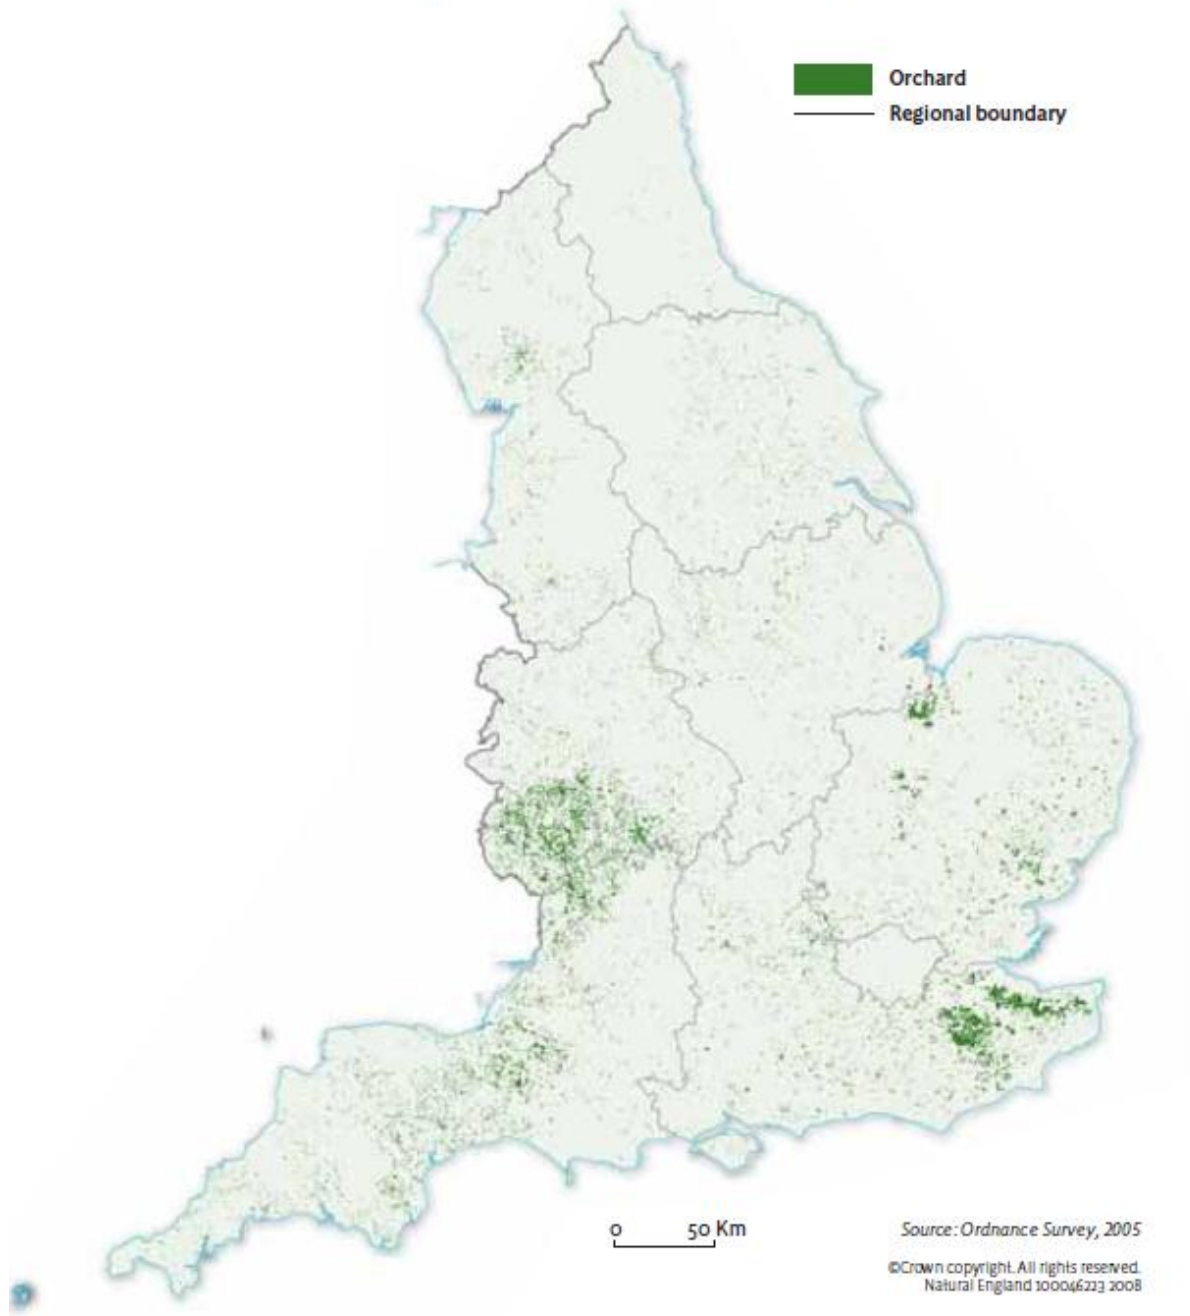 Orchard
Regional boundary
0 50 Km
Source: Ordnance Survey, 2005
©Crown copyright. All rights reserved.
Natural England 100046223 2008